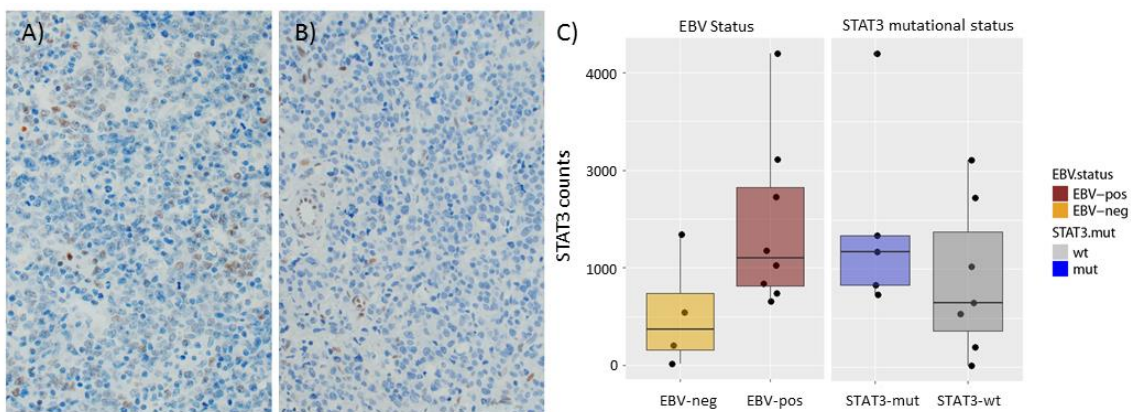 A)
B)
C)
EBV Status
STAT3 mutational status
STAT3 counts
4000
3000
2000
1000
0
EBV-neg
EBV-pos
STAT3-mut
STAT3-wt
EBV.status
EBV−pos
EBV−neg
STAT3.mut
wt
mut